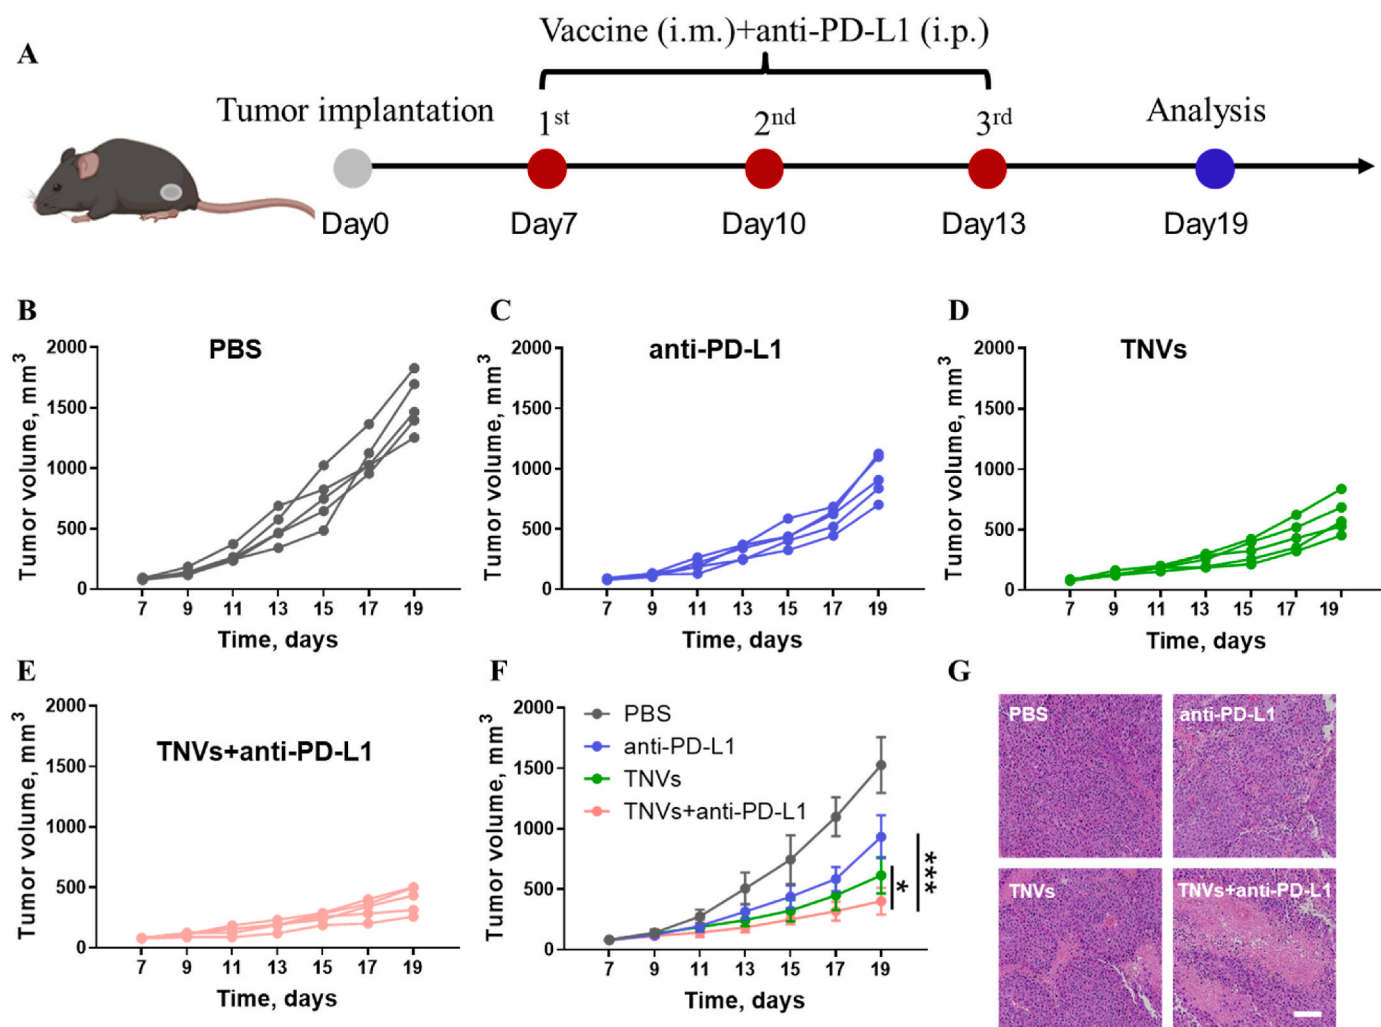 A
Vaccine (i.m.)+anti-PD-L1 (i.p.)
Tumor implantation
1st
2nd
3rd
Analysis
Day0
Day7
Day10
Day13
Day19
B
PBS
Tumor volume, mm3
2000
1500
1000
500
0
7 9 11 13 15 17 19
Time, days
C
anti-PD-L1
Tumor volume, mm3
2000
1500
1000
500
0
7 9 11 13 15 17 19
Time, days
D
TNVs
Tumor volume, mm3
2000
1500
1000
500
0
7 9 11 13 15 17 19
Time, days
E
TNVs+anti-PD-L1
Tumor volume, mm3
2000
1500
1000
500
0
7 9 11 13 15 17 19
Time, days
F
PBS
anti-PD-L1
TNVs
TNVs+anti-PD-L1
Tumor volume, mm3
2000
1500
1000
500
0
7 9 11 13 15 17 19
Time, days
*
***
G
PBS
anti-PD-L1
TNVs
TNVs+anti-PD-L1